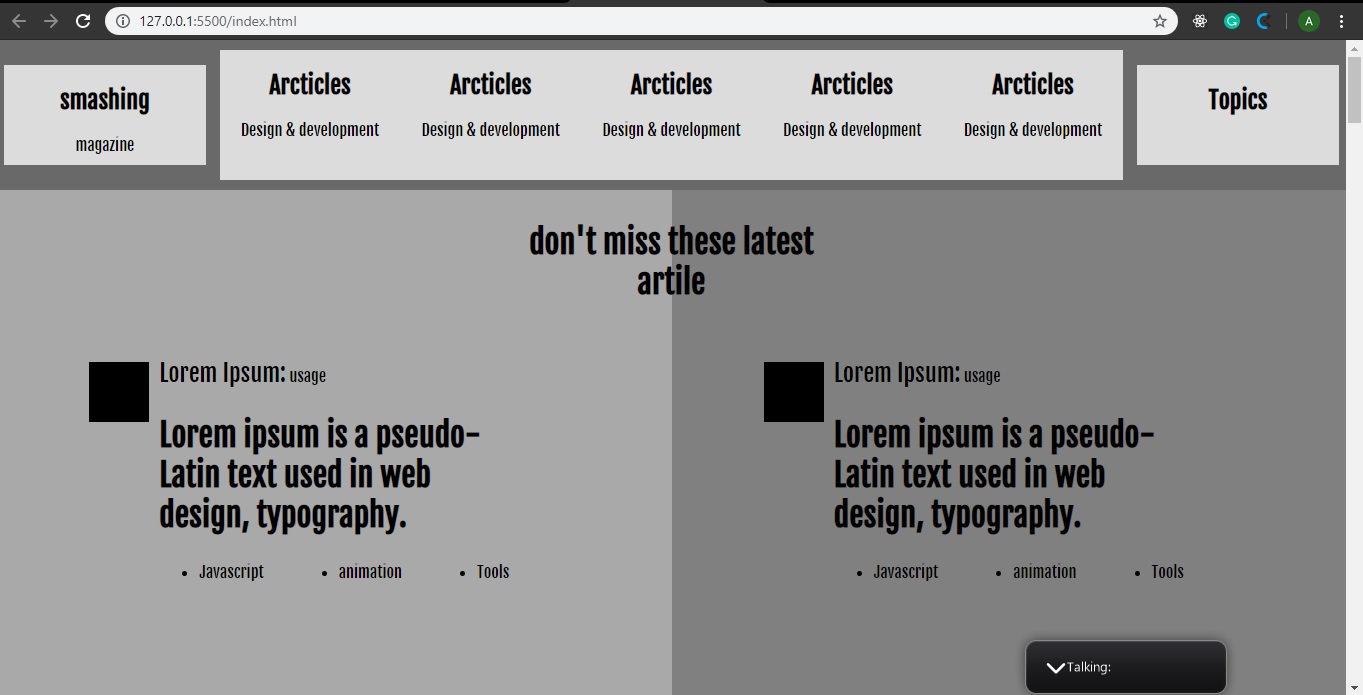 127.0.0.1:5500/index.html
A
smashing
magazine
Arcticles Arcticles Arcticles Arcticles Arcticles
Design & development Design & development Design & development Design & development Design & development
Topics
don't miss these latest
artile
Lorem Ipsum: usage
Lorem ipsum is a pseudo-
Latin text used in web
design, typography.
• Javascript • animation • Tools
Lorem Ipsum: usage
Lorem ipsum is a pseudo-
Latin text used in web
design, typography.
• Javascript • animation • Tools
Talking: